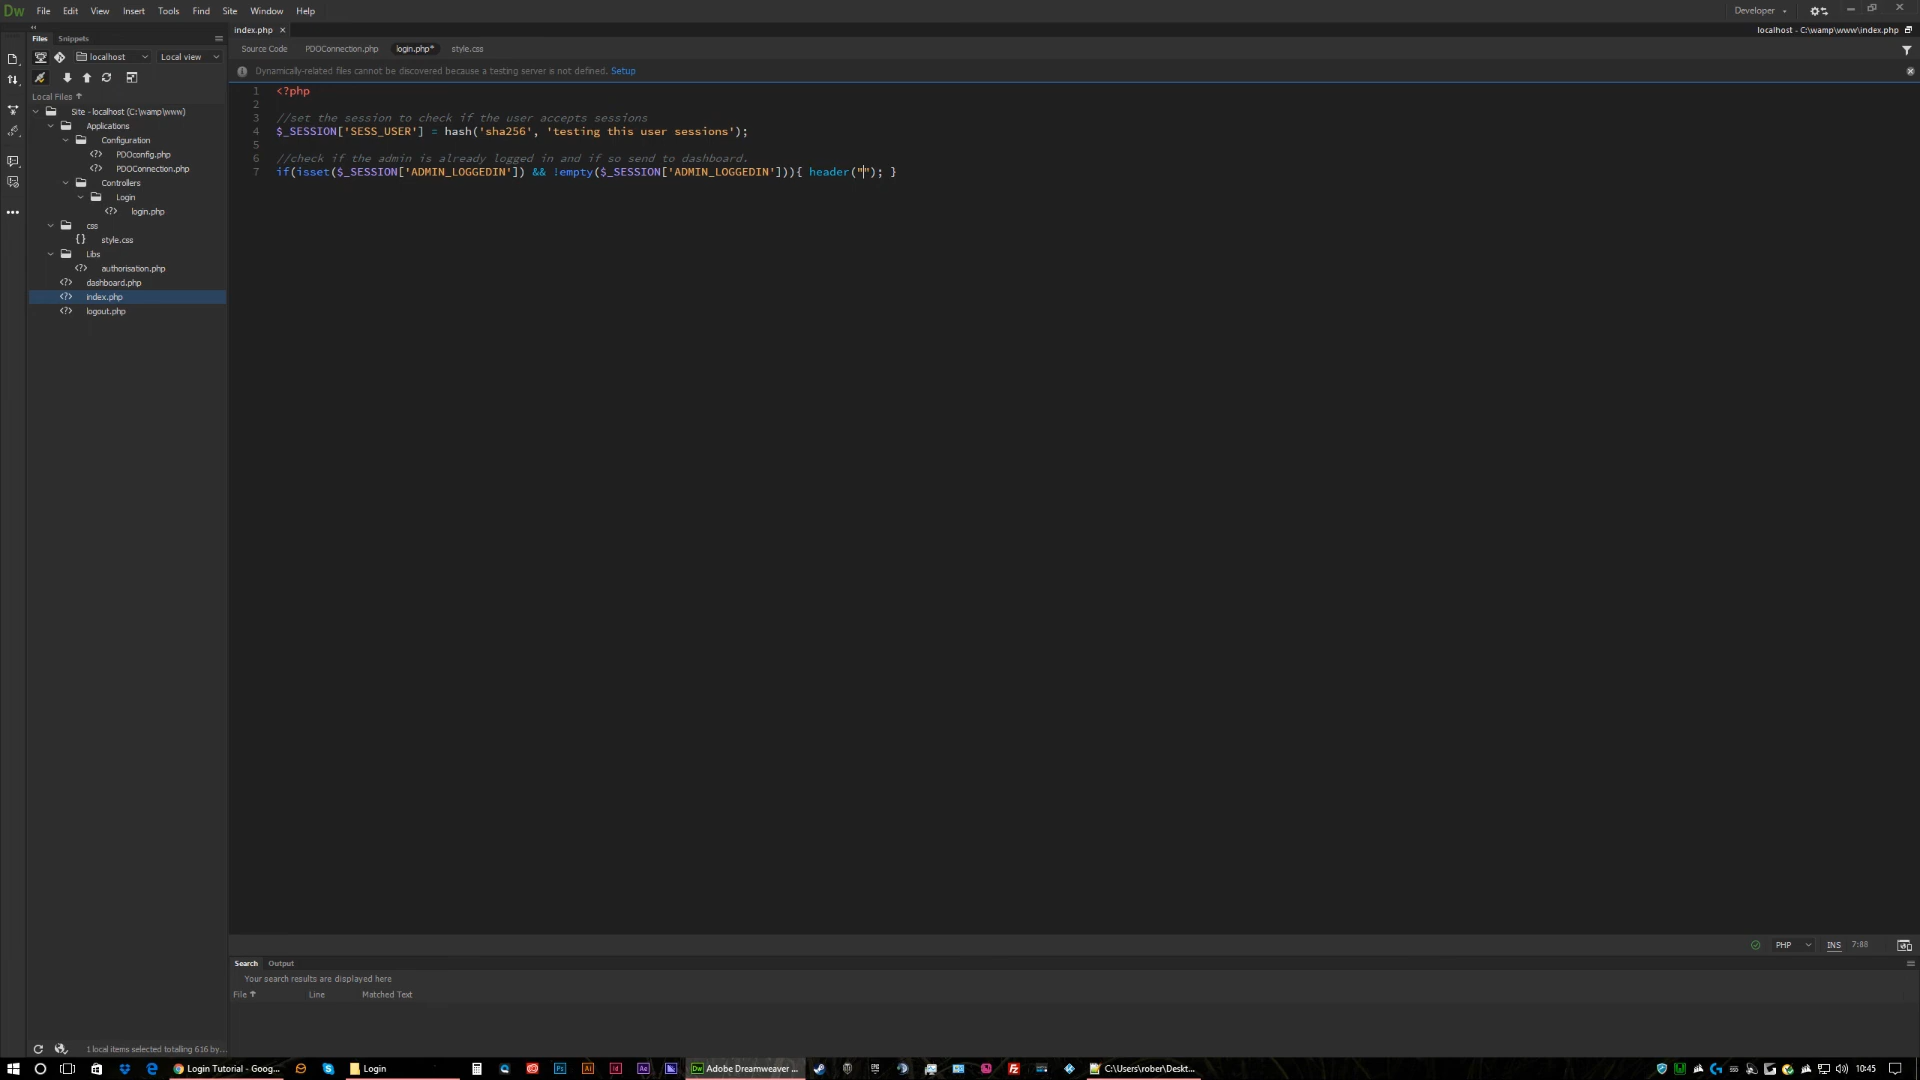 Dw File Edit View Insert Tools Find Site Window Help Developer
Files Snippets
index.php
localhost - C:\wamp\www\index.php
Source Code PDOConnection.php login.php* style.css
localhost Local view
Dynamically-related files cannot be discovered because a testing server is not defined. Setup
Local Files
Site - localhost (C:\wamp\www)
Applications
Configuration
PDOconfig.php
PDOConnection.php
Controllers
Login
login.php
css
style.css
Libs
authorisation.php
dashboard.php
index.php
logout.php
1 <?php
2
3 //set the session to check if the user accepts sessions
4 $_SESSION['SESS_USER'] = hash('sha256', 'testing this user sessions');
5
6 //check if the admin is already logged in and if so send to dashboard.
7 if(isset($_SESSION['ADMIN_LOGGEDIN']) && !empty($_SESSION['ADMIN_LOGGEDIN'])){ header(""); }
PHP INS 7:88
Search Output
Your search results are displayed here
File Line Matched Text
1 local items selected totalling 616 by...
Login Tutorial - Goog... Login Ps Ai Id Ae Dw Adobe Dreamweaver ... C:\Users\rober\Deskt... 10:45